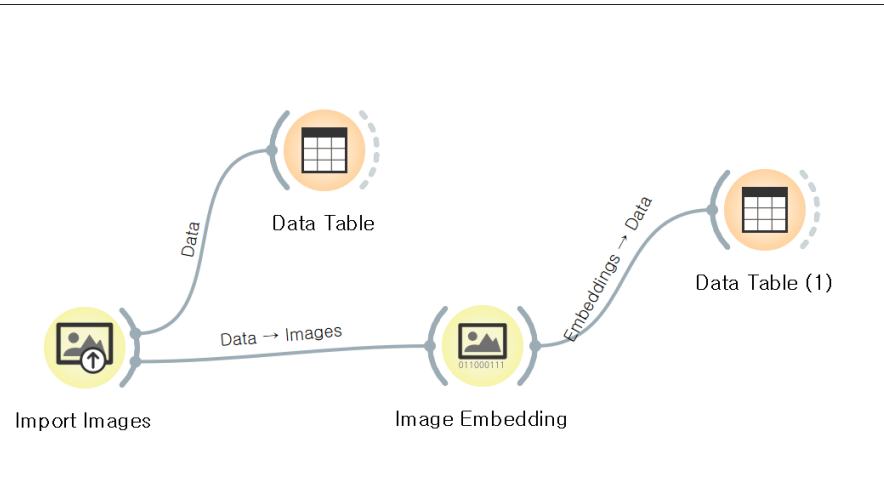 Data Table
Data
Embeddings → Data
Data Table (1)
Data → Images
011000111
Import Images
Image Embedding